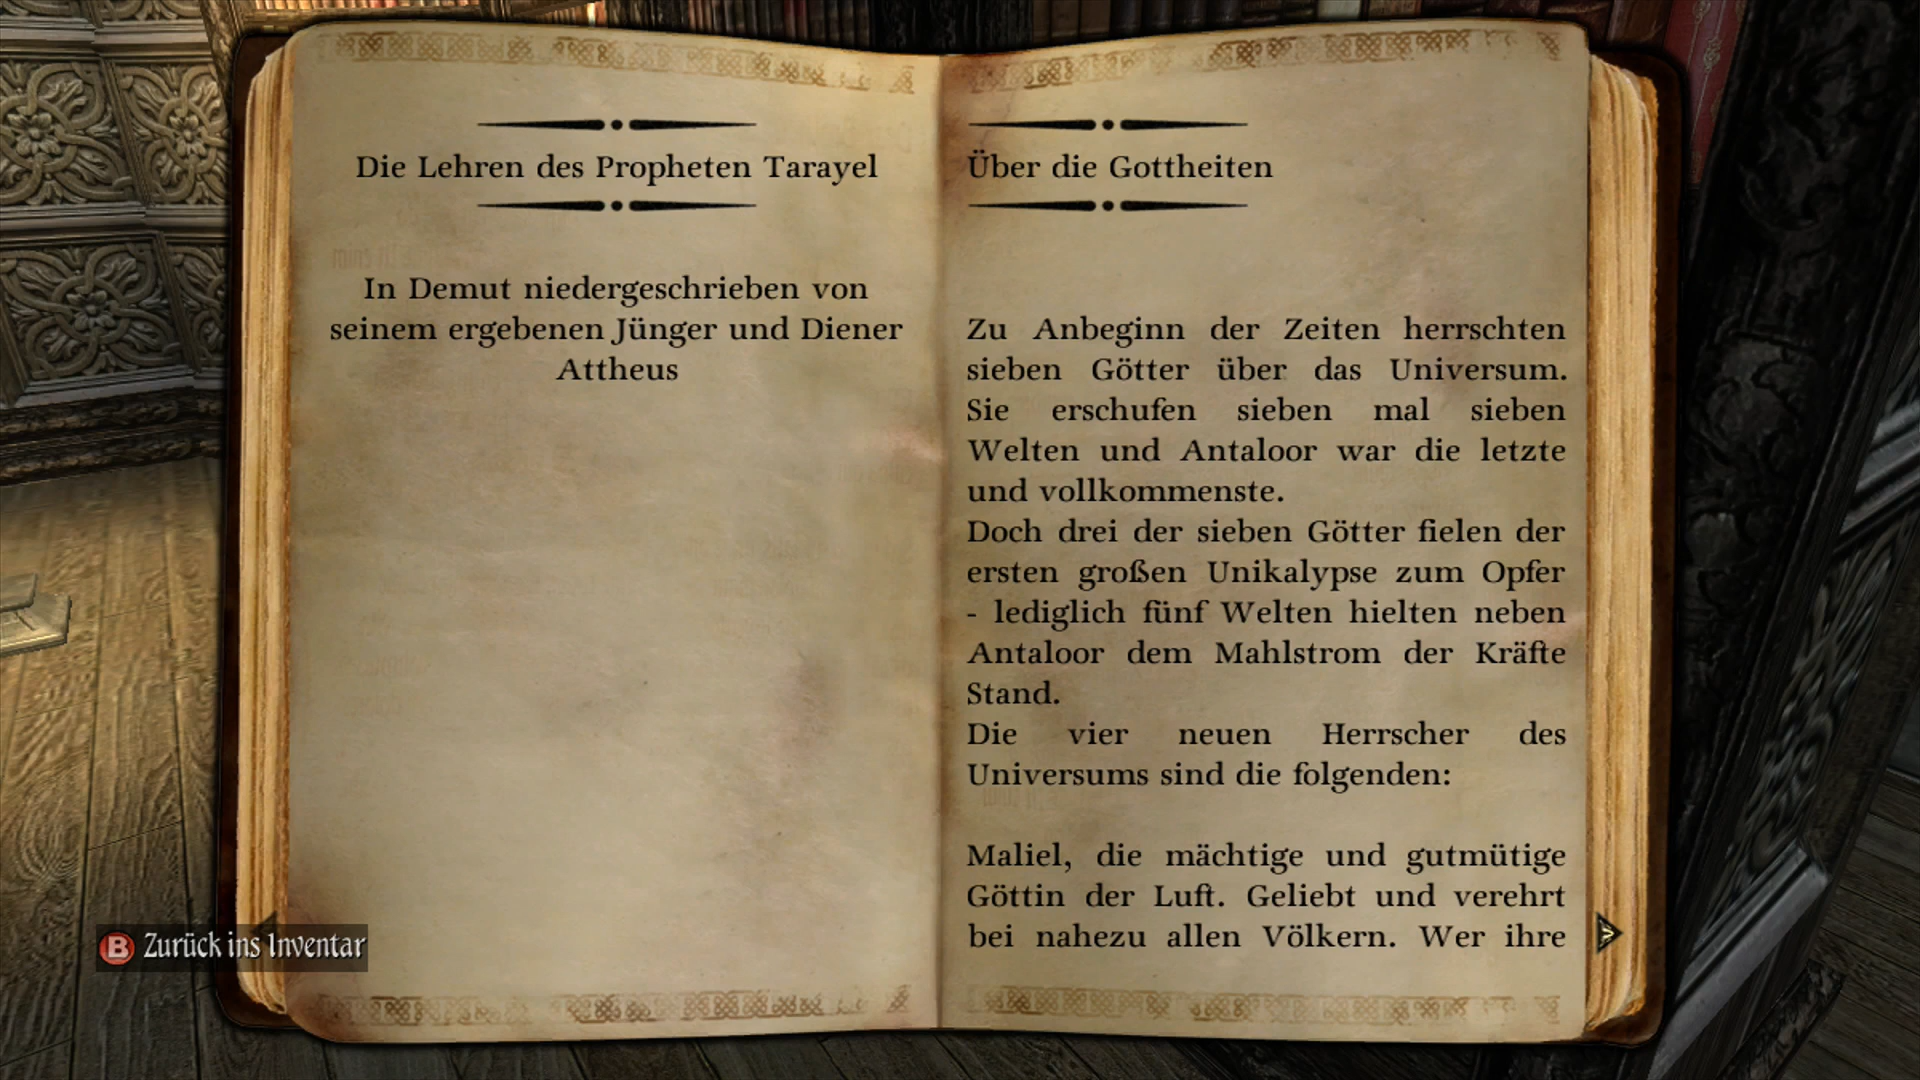 Die Lehren des Propheten Tarayel
In Demut niedergeschrieben von
seinem ergebenen Jünger und Diener
Attheus
Über die Gottheiten
Zu Anbeginn der Zeiten herrschten
sieben Götter über das Universum.
Sie erschufen sieben mal sieben
Welten und Antaloor war die letzte
und vollkommenste.
Doch drei der sieben Götter fielen der
ersten großen Unikalypse zum Opfer
- lediglich fünf Welten hielten neben
Antaloor dem Mahlstrom der Kräfte
Stand.
Die vier neuen Herrscher des
Universums sind die folgenden:
Maliel, die mächtige und gutmütige
Göttin der Luft. Geliebt und verehrt
bei nahezu allen Völkern. Wer ihre
B Zurück ins Inventar